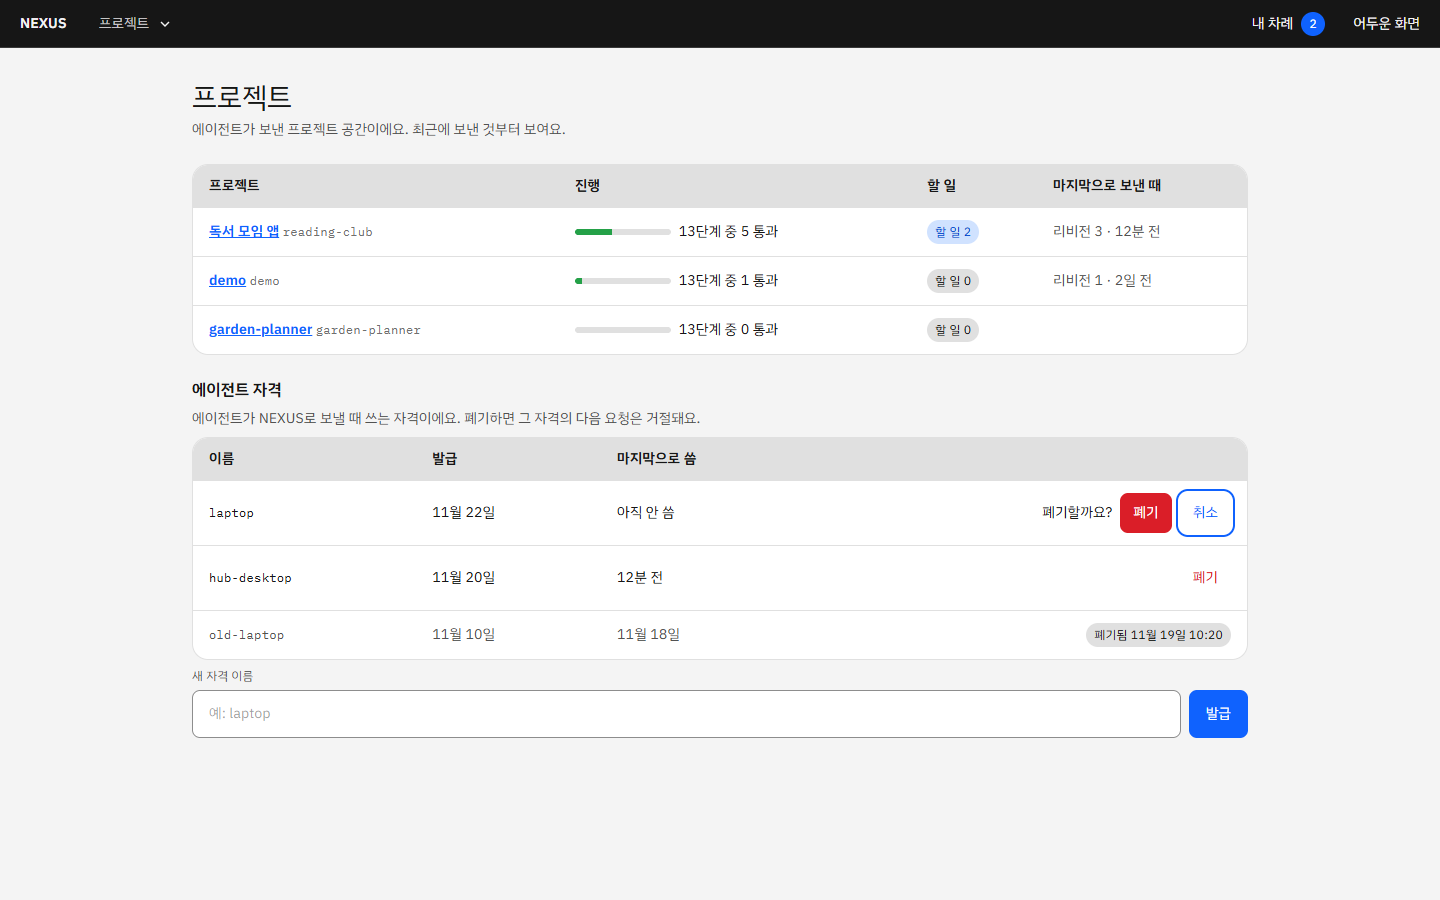 NEXUS 프로젝트 내 차례 2 어두운 화면
프로젝트
에이전트가 보낸 프로젝트 공간이에요. 최근에 보낸 것부터 보여요.
프로젝트 진행 할 일 마지막으로 보낸 때
독서 모임 앱 reading-club 13단계 중 5 통과 할 일 2 리비전 3 · 12분 전
demo demo 13단계 중 1 통과 할 일 0 리비전 1 · 2일 전
garden-planner garden-planner 13단계 중 0 통과 할 일 0
에이전트 자격
에이전트가 NEXUS로 보낼 때 쓰는 자격이에요. 폐기하면 그 자격의 다음 요청은 거절돼요.
이름 발급 마지막으로 씀
laptop 11월 22일 아직 안 씀 폐기할까요? 폐기 취소
hub-desktop 11월 20일 12분 전 폐기
old-laptop 11월 10일 11월 18일 폐기됨 11월 19일 10:20
새 자격 이름
예: laptop 발급